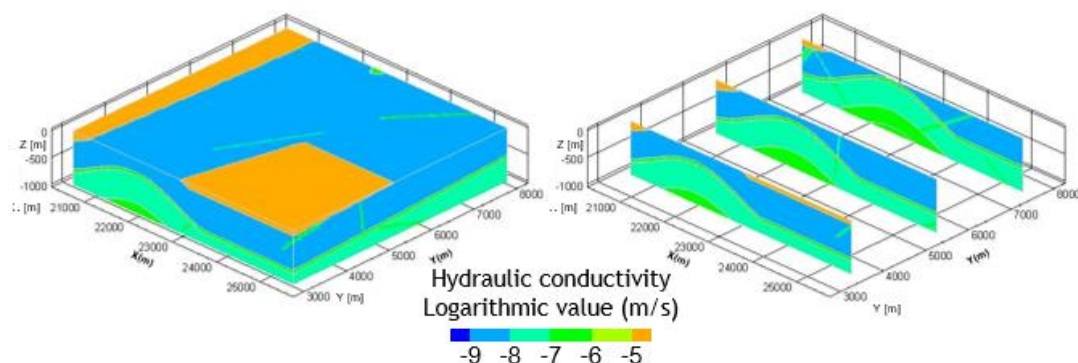 0
Z [m]
-500
-1000
:. [m]
21000
22000
X(m)
23000
24000
25000
3000
Y [m]
4000
5000
Y(m)
6000
7000
8000
0
Z [m]
-500
-1000
:. [m]
21000
22000
X(m)
23000
24000
25000
3000
Y [m]
4000
5000
Y(m)
6000
7000
8000
Hydraulic conductivity
Logarithmic value (m/s)
-9 -8 -7 -6 -5